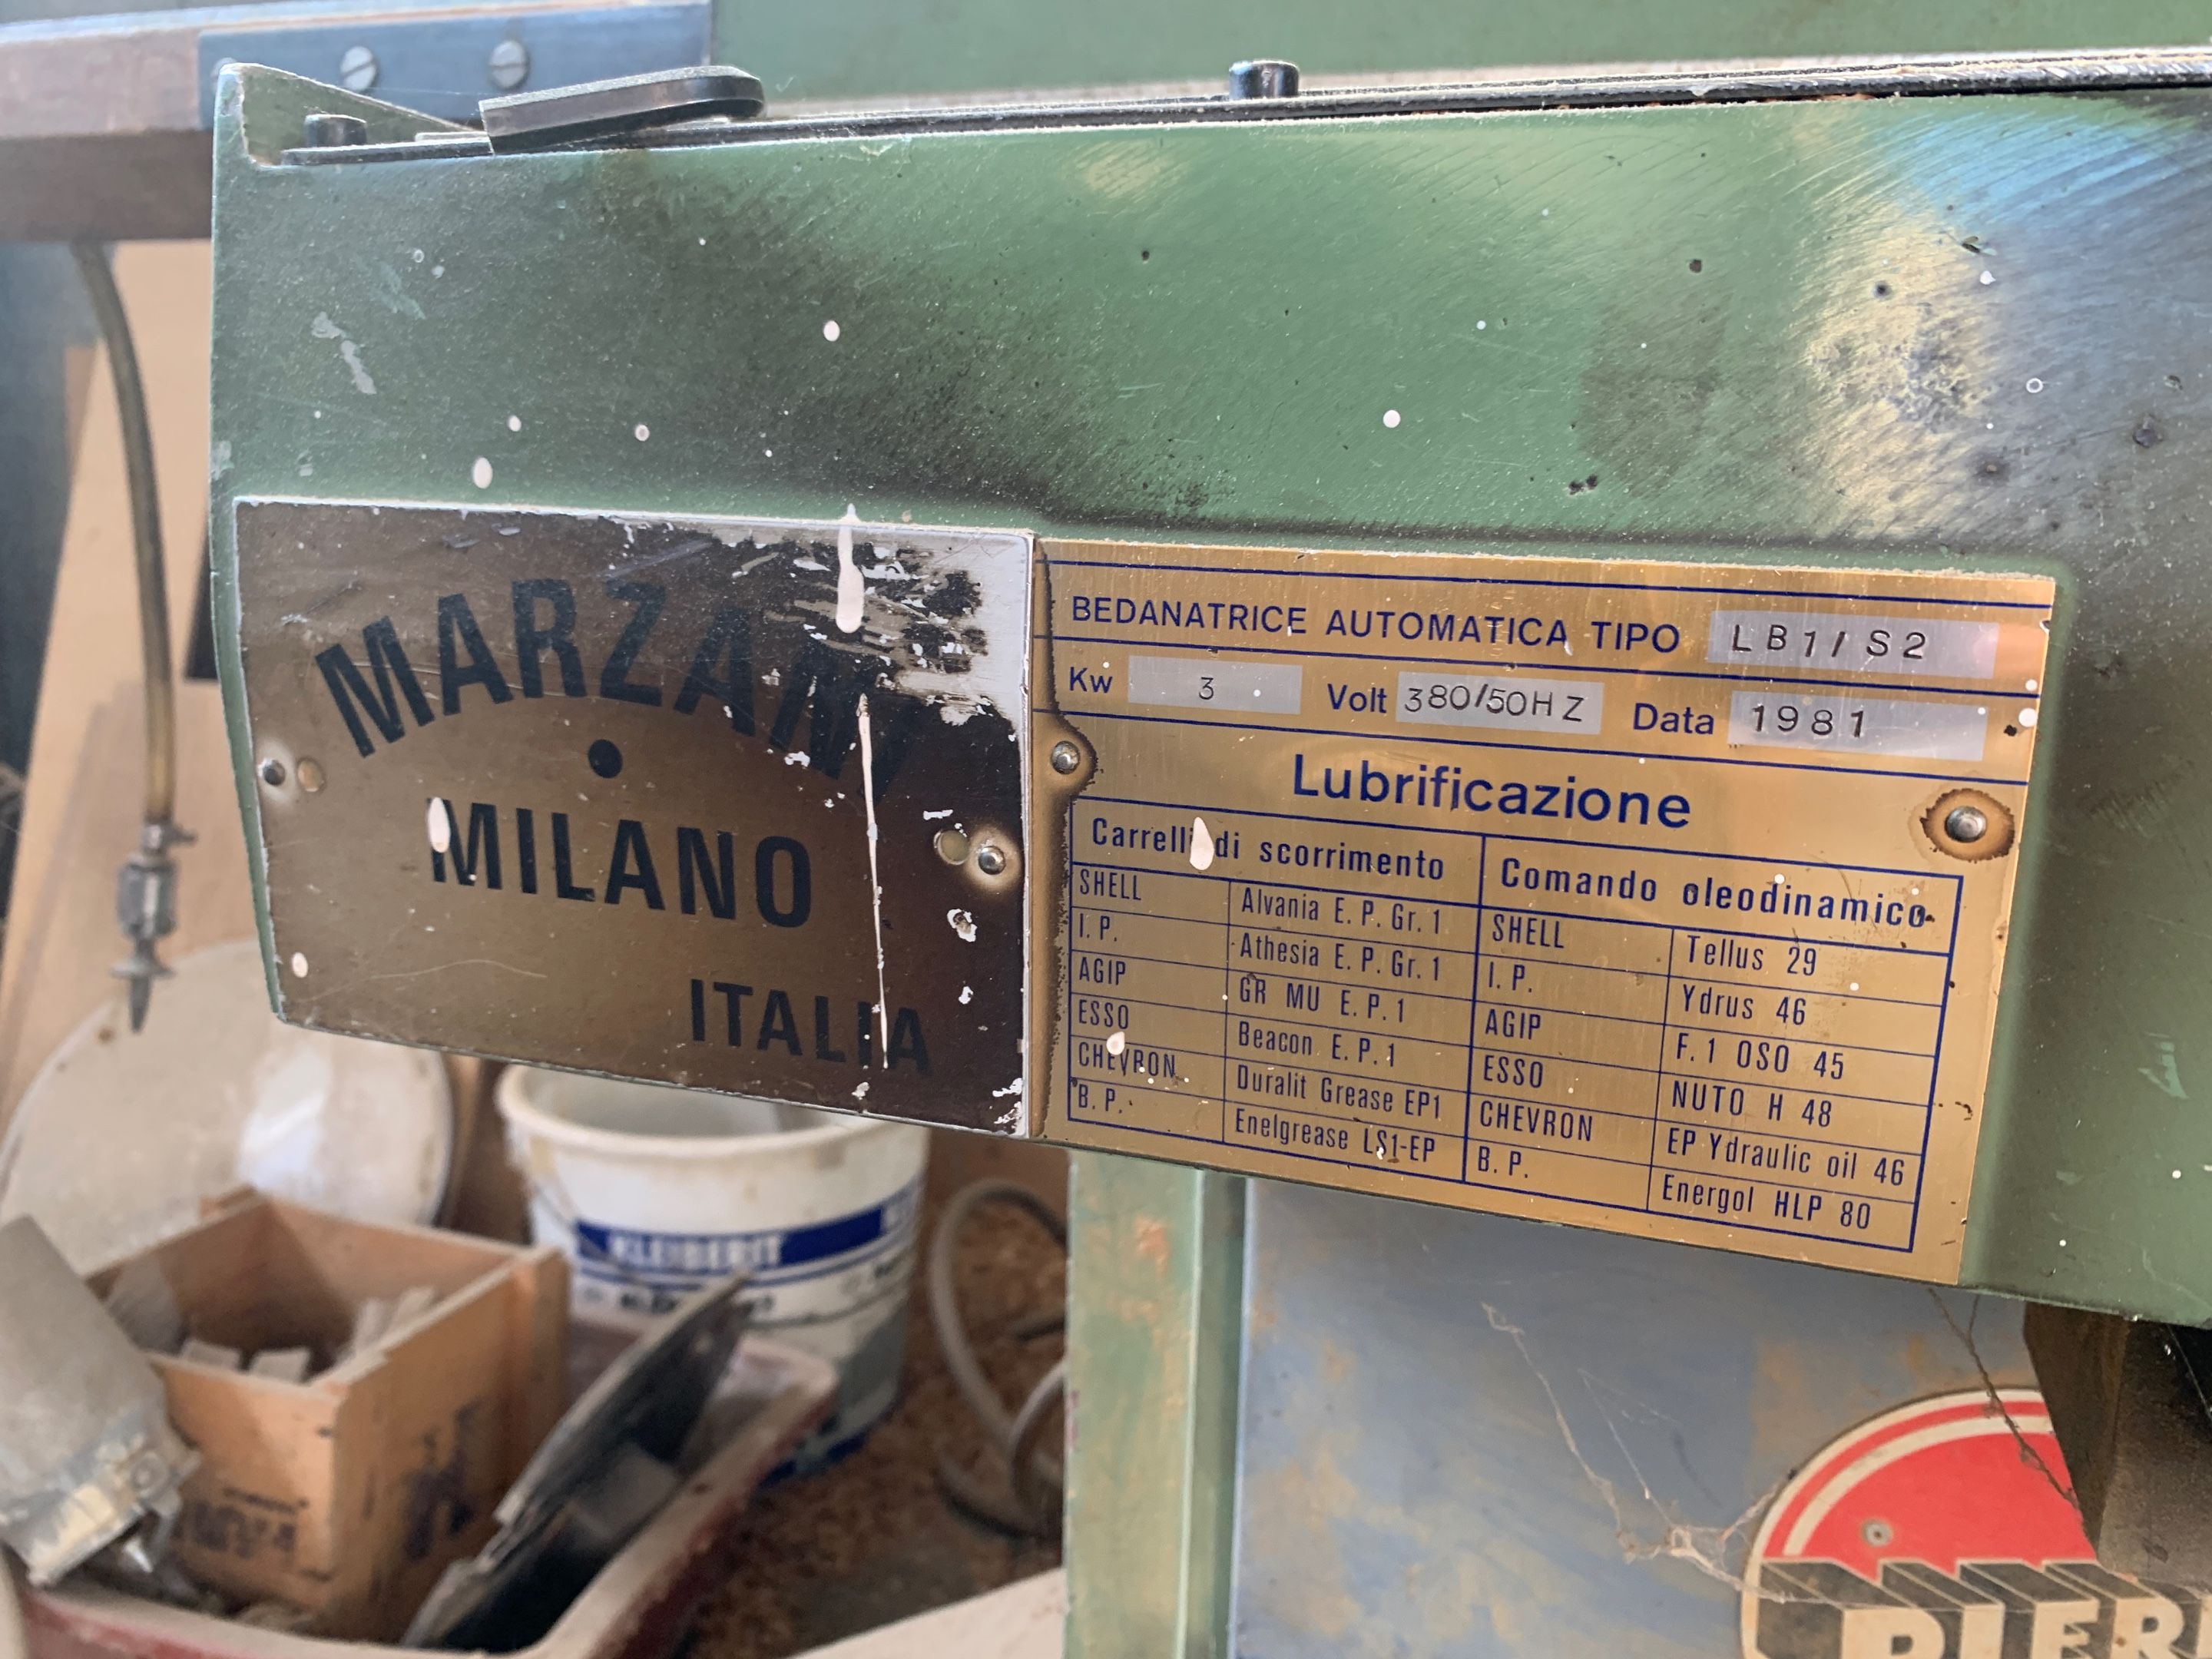 MARZANI
MILANO
ITALIA
BEDANATRICE AUTOMATICA TIPO LB1/S2
Kw 3 Volt 380/50HZ Data 1981
Lubrificazione
Carrelli di scorrimento
SHELL Alvania E.P.Gr.1
I.P. Athesia E.P.Gr.1
AGIP GR MU E.P.1
ESSO Beacon E.P.1
CHEVRON Duralit Grease EP1
B.P. Enelgrease LS1-EP
Comando oleodinamico
SHELL Tellus 29
I.P. Ydrus 46
AGIP F.1 OSO 45
ESSO NUTO H 48
CHEVRON EP Ydraulic oil 46
B.P. Energol HLP 80
KLEIBERIT